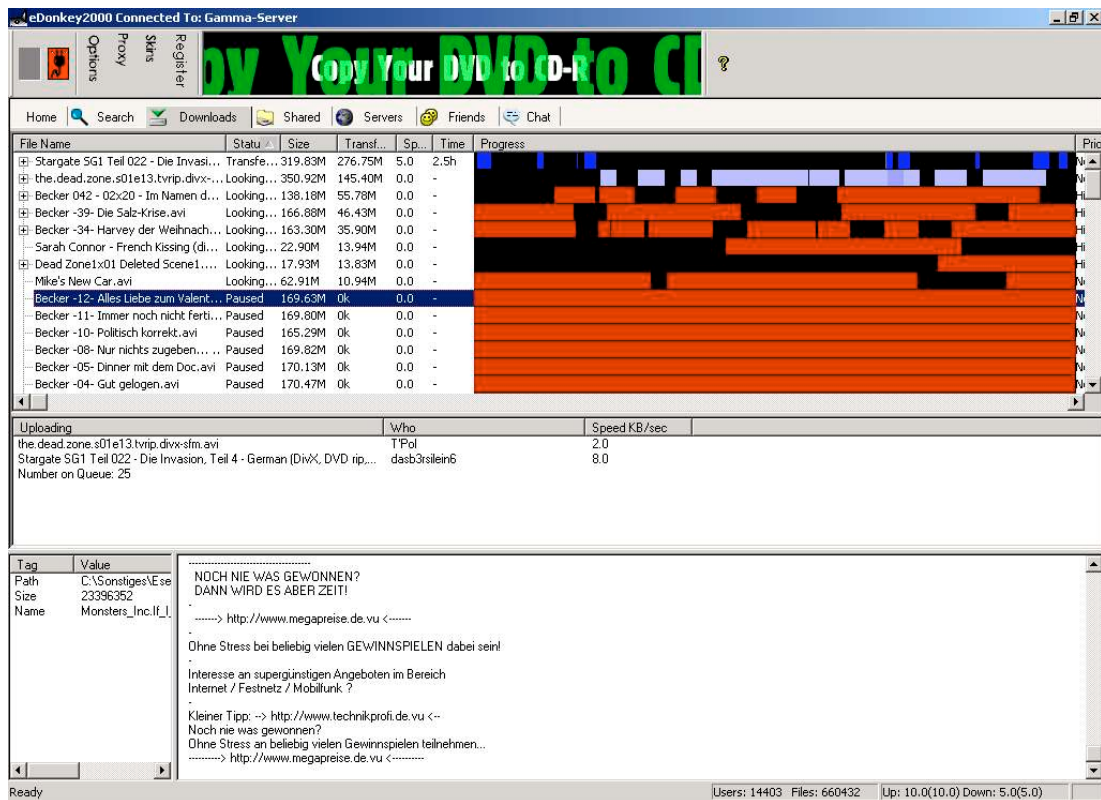 eDonkey2000 Connected To: Gamma-Server
Options
Proxy
Skins
Register
py Your DVD to CD
Copy Your DVD to CD-R
Home Search Downloads Shared Servers Friends Chat
File Name Statu Size Transf... Sp... Time Progress Pric
Stargate SG1 Teil 022 - Die Invasi... Transfe... 319.83M 276.75M 5.0 2.5h
the.dead.zone.s01e13.tvrip.divx-... Looking... 350.92M 145.40M 0.0 -
Becker 042 - 02x20 - Im Namen d... Looking... 138.18M 55.78M 0.0 -
Becker -39- Die Salz-Krise.avi Looking... 166.88M 46.43M 0.0 -
Becker -34- Harvey der Weihnach... Looking... 163.30M 35.90M 0.0 -
Sarah Connor - French Kissing (di... Looking... 22.90M 13.94M 0.0 -
Dead Zone1x01 Deleted Scene1.... Looking... 17.93M 13.83M 0.0 -
Mike's New Car.avi Looking... 62.91M 10.94M 0.0 -
Becker -12- Alles Liebe zum Valent... Paused 169.63M 0k 0.0 -
Becker -11- Immer noch nicht ferti... Paused 169.80M 0k 0.0 -
Becker -10- Politisch korrekt.avi Paused 165.29M 0k 0.0 -
Becker -08- Nur nichts zugeben... .. Paused 169.82M 0k 0.0 -
Becker -05- Dinner mit dem Doc.avi Paused 170.13M 0k 0.0 -
Becker -04- Gut gelogen.avi Paused 170.47M 0k 0.0 -
Uploading Who Speed KB/sec
the.dead.zone.s01e13.tvrip.divx-sfm.avi T'Pol 2.0
Stargate SG1 Teil 022 - Die Invasion, Teil 4 - German (DivX, DVD rip,... dasb3rsilein6 8.0
Number on Queue: 25
Tag Value
Path C:\Sonstiges\Ese
Size 23396352
Name Monsters_Inc.If_I_
--------------------------------------
NOCH NIE WAS GEWONNEN?
DANN WIRD ES ABER ZEIT!
-
-------> http://www.megapreise.de.vu <-------
-
Ohne Stress bei beliebig vielen GEWINNSPIELEN dabei sein!
-
Interesse an supergünstigen Angeboten im Bereich
Internet / Festnetz / Mobilfunk ?
-
Kleiner Tipp: --> http://www.technikprofi.de.vu <--
Noch nie was gewonnen?
Ohne Stress an beliebig vielen Gewinnspielen teilnehmen...
----------> http://www.megapreise.de.vu <----------
Ready
Users: 14403 Files: 660432 Up: 10.0(10.0) Down: 5.0(5.0)